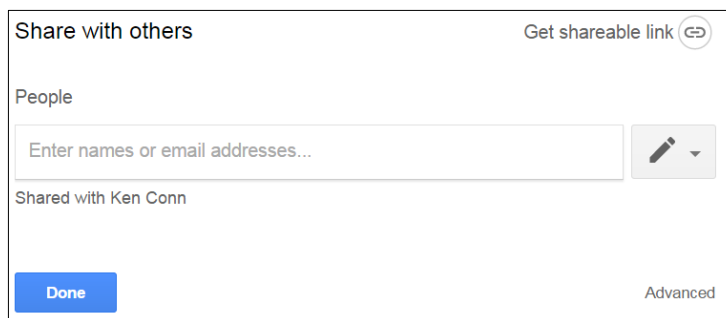 Share with others
Get shareable link
People
Enter names or email addresses...
Shared with Ken Conn
Done
Advanced